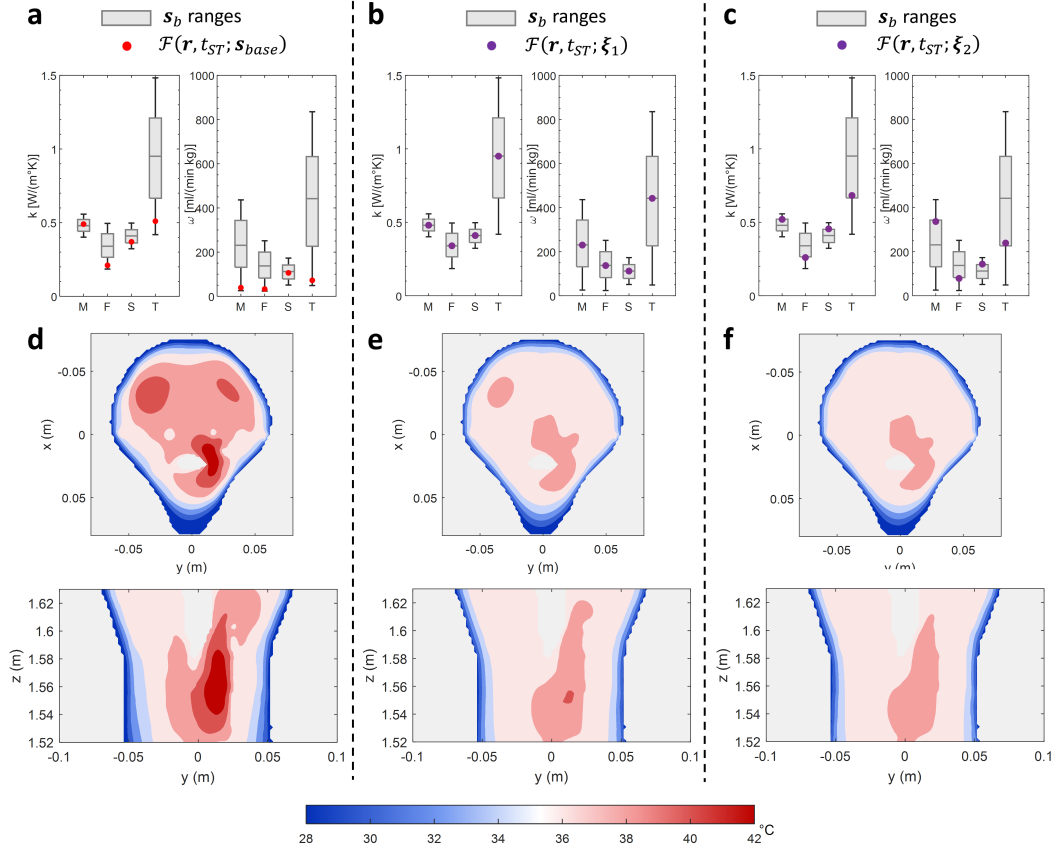 a
s_b ranges
ℱ(r, t_ST; s_base)
1.5
1
0.5
0
k [W/(m°K)]
M F S T
1000
800
600
400
200
0
ω [ml/(min kg)]
M F S T
b
s_b ranges
ℱ(r, t_ST; ξ_1)
1.5
1
0.5
0
k [W/(m°K)]
M F S T
1000
800
600
400
200
0
ω [ml/(min kg)]
M F S T
c
s_b ranges
ℱ(r, t_ST; ξ_2)
1.5
1
0.5
0
k [W/(m°K)]
M F S T
1000
800
600
400
200
0
ω [ml/(min kg)]
M F S T
d
-0.05
0
0.05
x (m)
-0.05 0 0.05
y (m)
1.62
1.6
1.58
1.56
1.54
1.52
z (m)
-0.1 -0.05 0 0.05 0.1
y (m)
e
-0.05
0
0.05
x (m)
-0.05 0 0.05
y (m)
1.62
1.6
1.58
1.56
1.54
1.52
z (m)
-0.1 -0.05 0 0.05 0.1
y (m)
f
-0.05
0
0.05
x (m)
-0.05 0 0.05
y (m)
1.62
1.6
1.58
1.56
1.54
1.52
z (m)
-0.1 -0.05 0 0.05 0.1
y (m)
28 30 32 34 36 38 40 42
°C